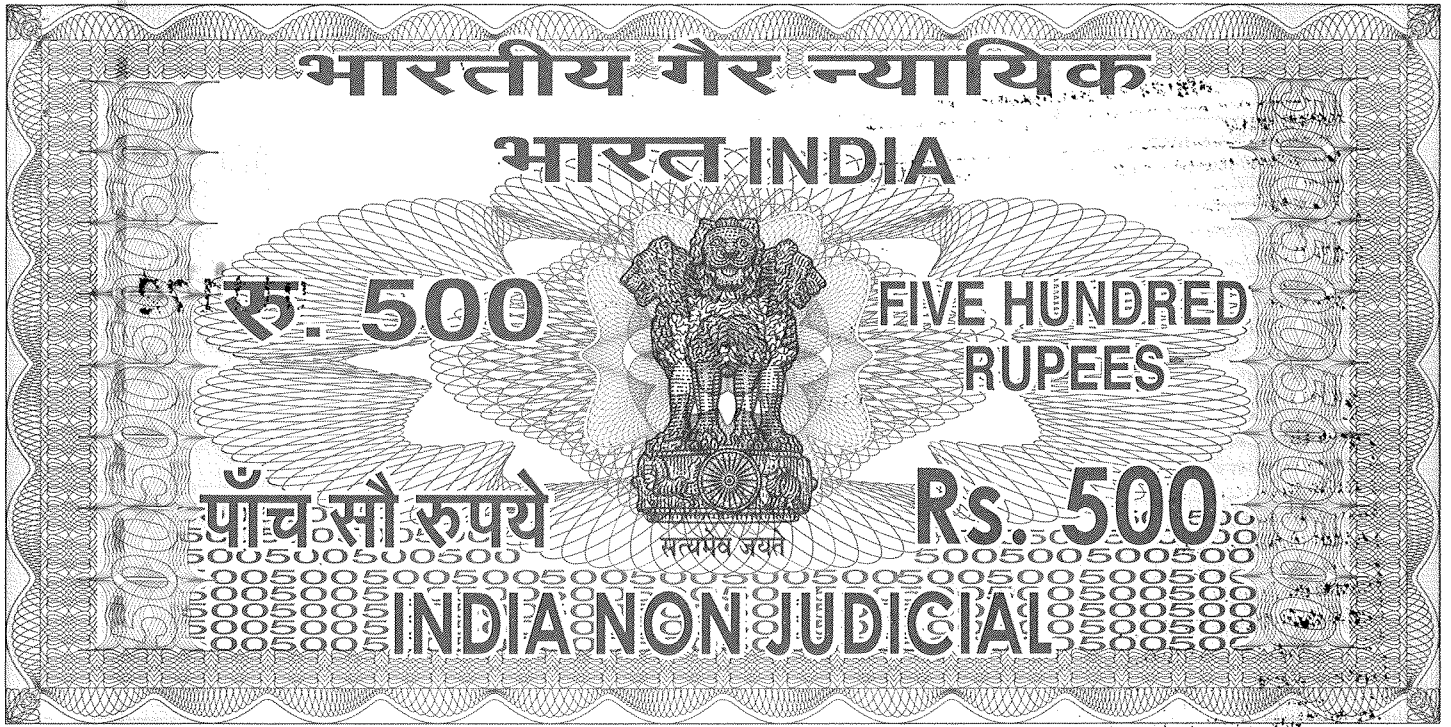 भारतीय गैर न्यायिक
भारत INDIA
रु. 500
FIVE HUNDRED
RUPEES
पाँच सौ रुपये
Rs. 500
सत्यमेव जयते
INDIA NON JUDICIAL